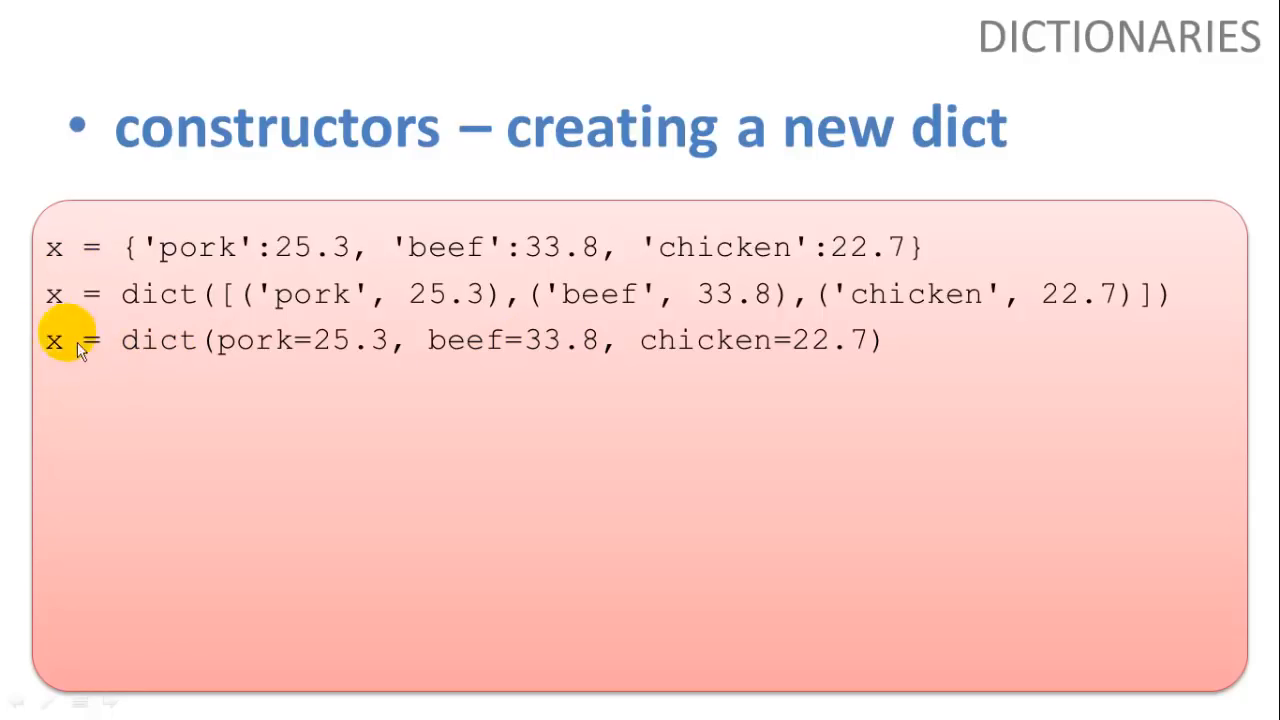 DICTIONARIES
• constructors – creating a new dict
x = {'pork':25.3, 'beef':33.8, 'chicken':22.7}
x = dict([('pork', 25.3),('beef', 33.8),('chicken', 22.7)])
x = dict(pork=25.3, beef=33.8, chicken=22.7)